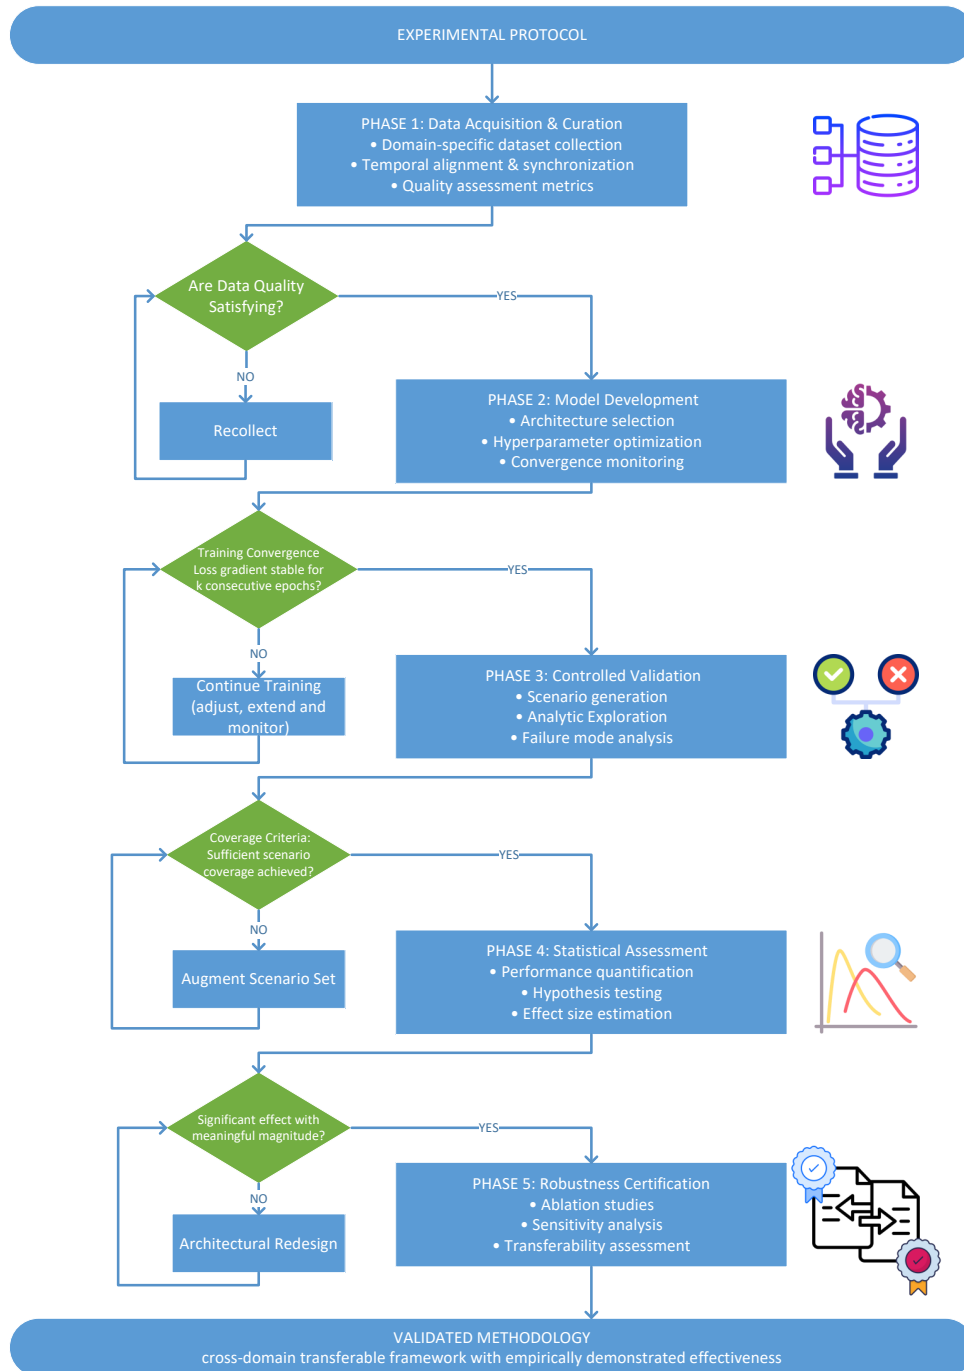 EXPERIMENTAL PROTOCOL
PHASE 1: Data Acquisition & Curation
• Domain-specific dataset collection
• Temporal alignment & synchronization
• Quality assessment metrics
Are Data Quality
Satisfying?
YES
NO
Recollect
PHASE 2: Model Development
• Architecture selection
• Hyperparameter optimization
• Convergence monitoring
Training Convergence
Loss gradient stable for
k consecutive epochs?
YES
NO
Continue Training
(adjust, extend and
monitor)
PHASE 3: Controlled Validation
• Scenario generation
• Analytic Exploration
• Failure mode analysis
Coverage Criteria:
Sufficient scenario
coverage achieved?
YES
NO
Augment Scenario Set
PHASE 4: Statistical Assessment
• Performance quantification
• Hypothesis testing
• Effect size estimation
Significant effect with
meaningful magnitude?
YES
NO
Architectural Redesign
PHASE 5: Robustness Certification
• Ablation studies
• Sensitivity analysis
• Transferability assessment
VALIDATED METHODOLOGY
cross-domain transferable framework with empirically demonstrated effectiveness